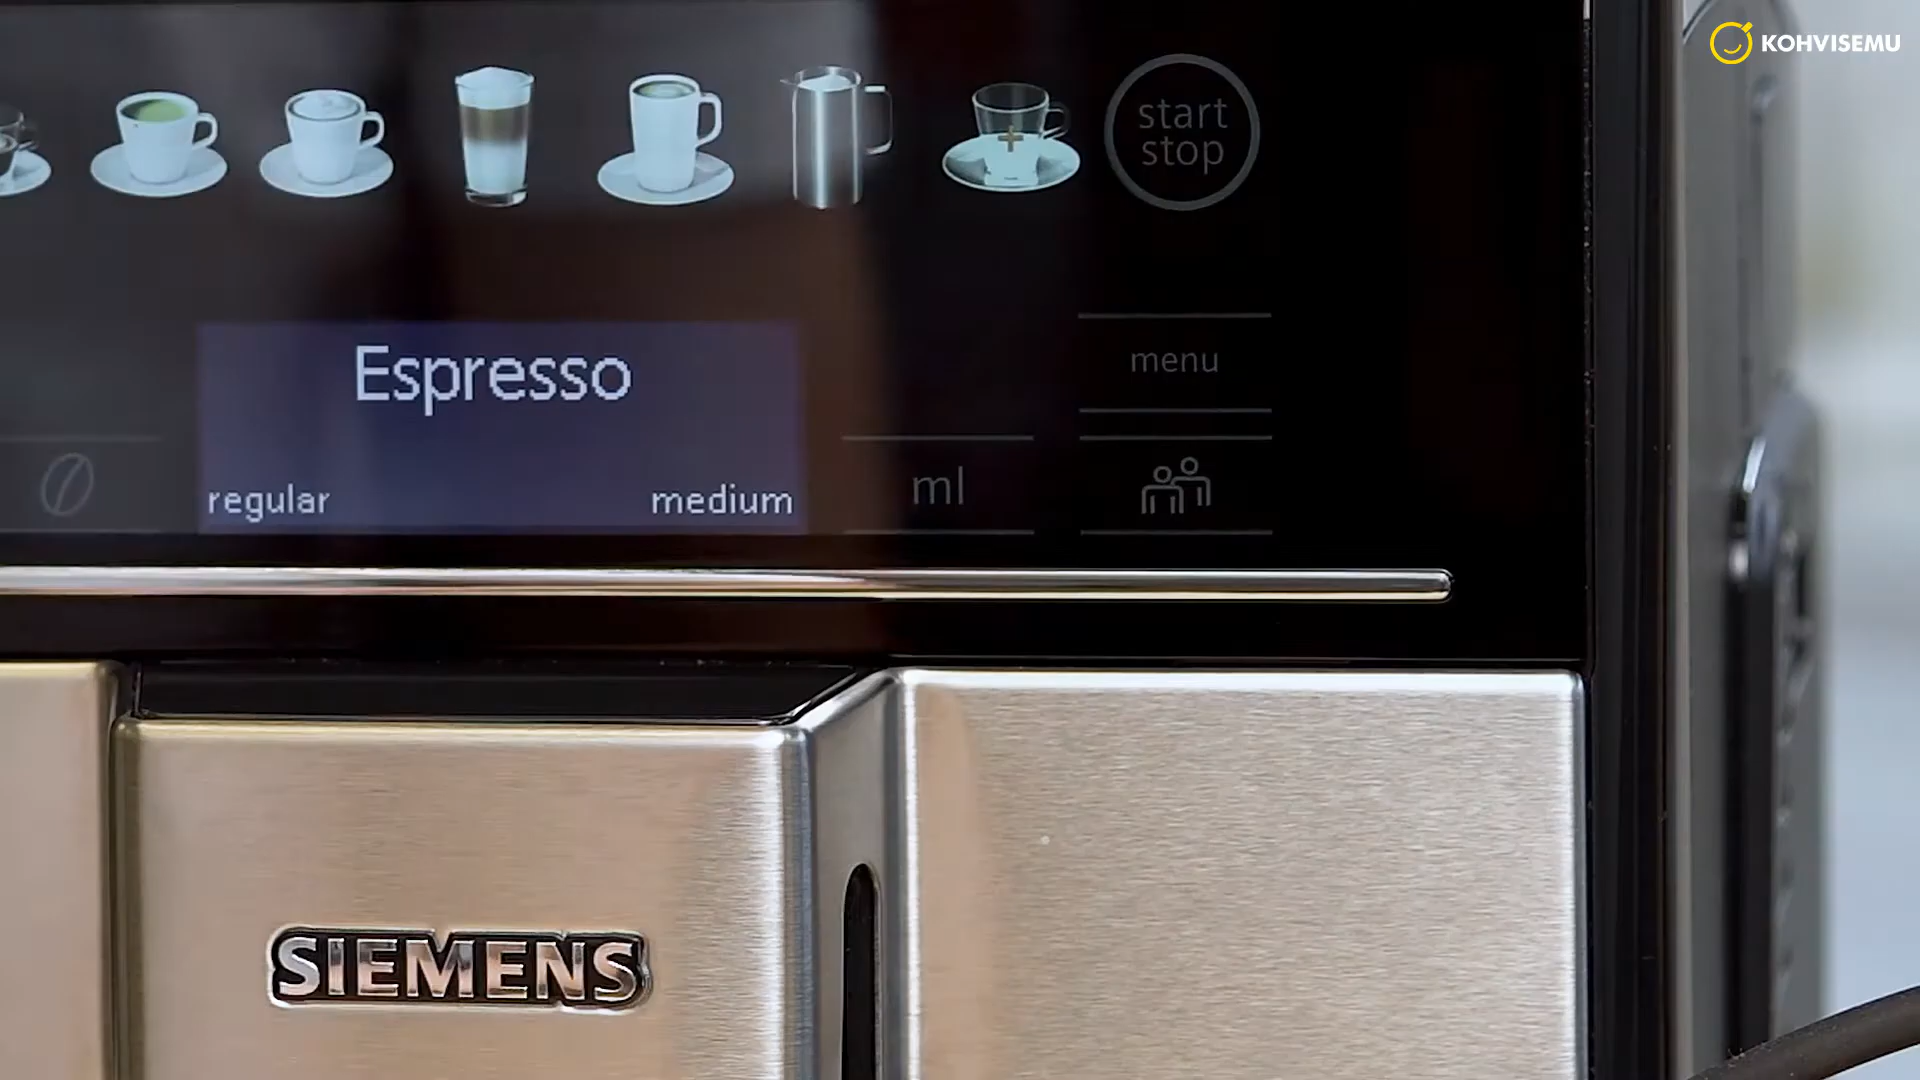 KOHVISEMU
start
stop
Espresso
menu
regular
medium
ml
SIEMENS